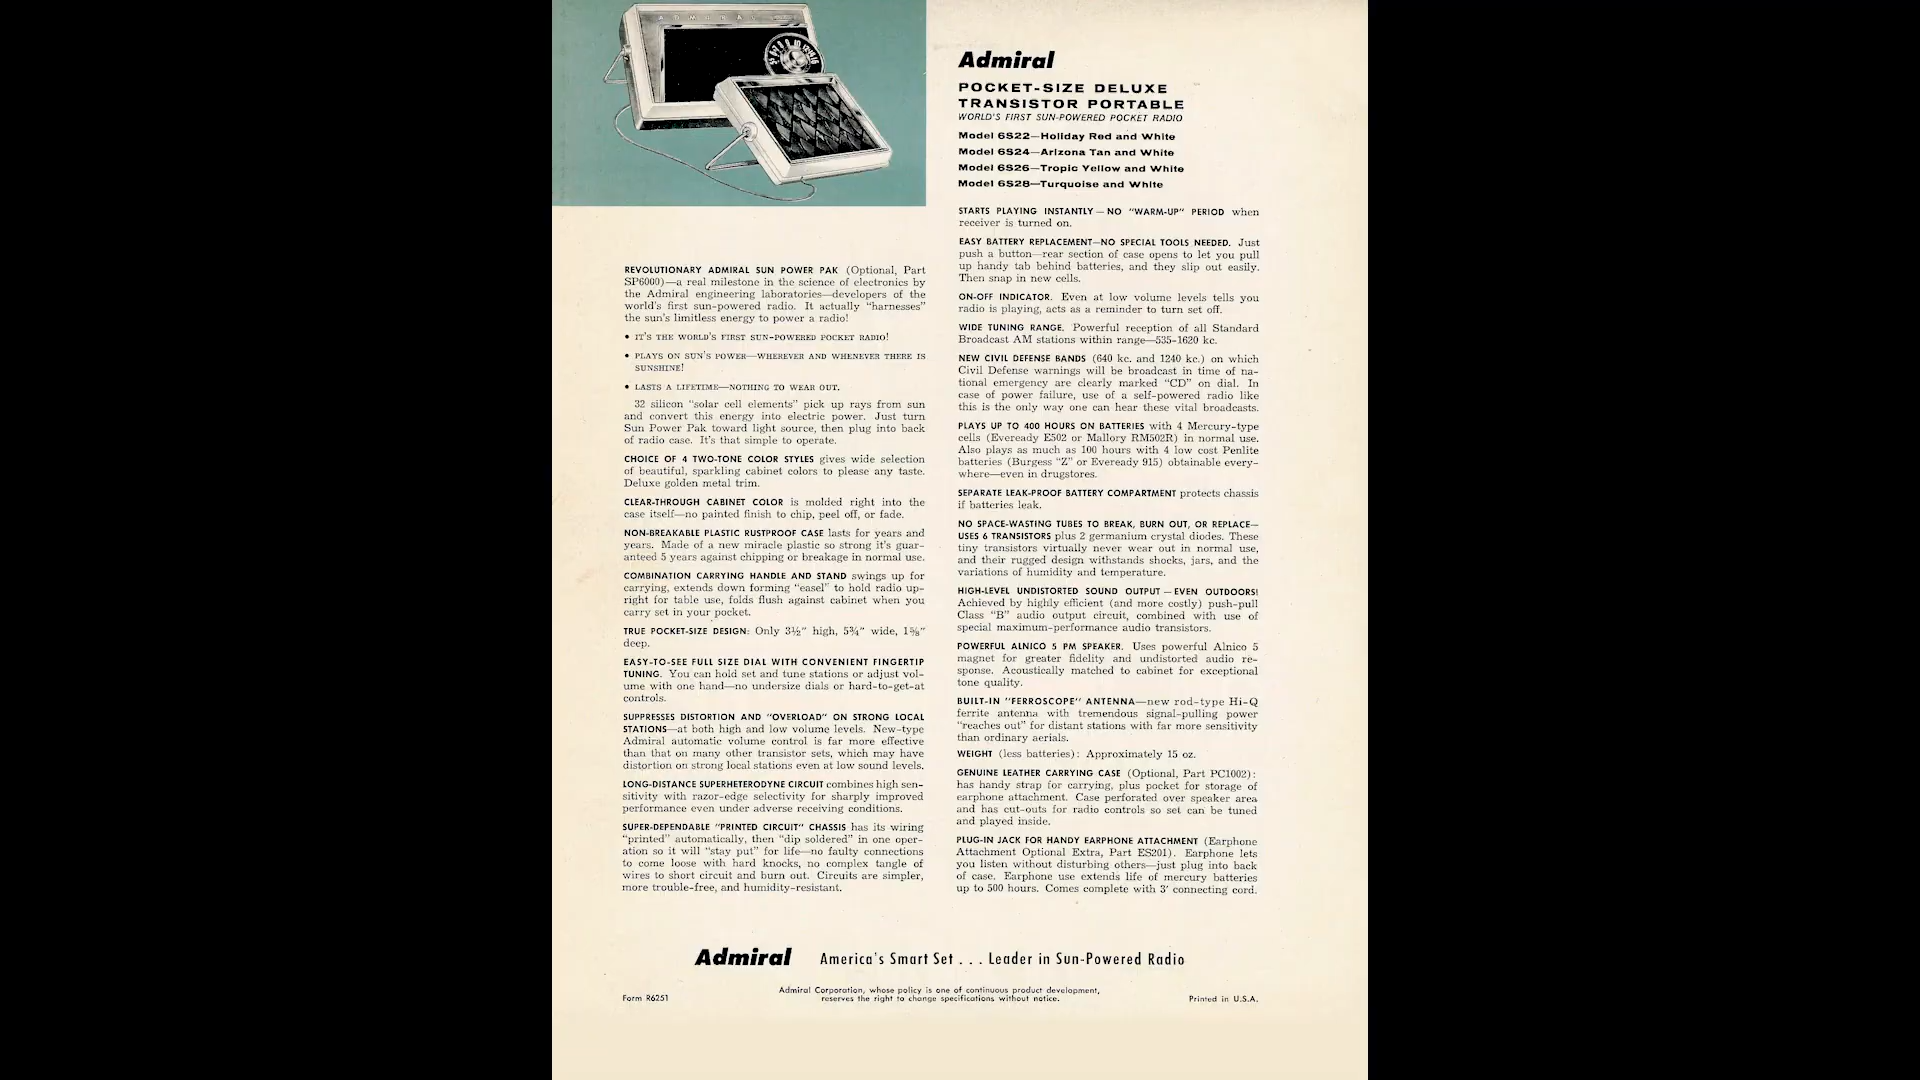 ADMIRAL
REVOLUTIONARY ADMIRAL SUN POWER PAK (Optional, Part
SP6000)—a real milestone in the science of electronics by
the Admiral engineering laboratories—developers of the
world's first sun-powered radio. It actually "harnesses"
the sun's limitless energy to power a radio!
• IT'S THE WORLD'S FIRST SUN-POWERED POCKET RADIO!
• PLAYS ON SUN'S POWER—WHEREVER AND WHENEVER THERE IS
SUNSHINE!
• LASTS A LIFETIME—NOTHING TO WEAR OUT.
32 silicon "solar cell elements" pick up rays from sun
and convert this energy into electric power. Just turn
Sun Power Pak toward light source, then plug into back
of radio case. It's that simple to operate.
CHOICE OF 4 TWO-TONE COLOR STYLES gives wide selection
of beautiful, sparkling cabinet colors to please any taste.
Deluxe golden metal trim.
CLEAR-THROUGH CABINET COLOR is molded right into the
case itself—no painted finish to chip, peel off, or fade.
NON-BREAKABLE PLASTIC RUSTPROOF CASE lasts for years and
years. Made of a new miracle plastic so strong it's guar-
anteed 5 years against chipping or breakage in normal use.
COMBINATION CARRYING HANDLE AND STAND swings up for
carrying, extends down forming "easel" to hold radio up-
right for table use, folds flush against cabinet when you
carry set in your pocket.
TRUE POCKET-SIZE DESIGN: Only 3½" high, 5¾" wide, 1⅝"
deep.
EASY-TO-SEE FULL SIZE DIAL WITH CONVENIENT FINGERTIP
TUNING. You can hold set and tune stations or adjust vol-
ume with one hand—no undersize dials or hard-to-get-at
controls.
SUPPRESSES DISTORTION AND "OVERLOAD" ON STRONG LOCAL
STATIONS—at both high and low volume levels. New-type
Admiral automatic volume control is far more effective
than that on many other transistor sets, which may have
distortion on strong local stations even at low sound levels.
LONG-DISTANCE SUPERHETERODYNE CIRCUIT combines high sen-
sitivity with razor-edge selectivity for sharply improved
performance even under adverse receiving conditions.
SUPER-DEPENDABLE "PRINTED CIRCUIT" CHASSIS has its wiring
"printed" automatically, then "dip soldered" in one oper-
ation so it will "stay put" for life—no faulty connections
to come loose with hard knocks, no complex tangle of
wires to short circuit and burn out. Circuits are simpler,
more trouble-free, and humidity-resistant.
Admiral
POCKET-SIZE DELUXE
TRANSISTOR PORTABLE
WORLD'S FIRST SUN-POWERED POCKET RADIO
Model 6S22—Holiday Red and White
Model 6S24—Arizona Tan and White
Model 6S26—Tropic Yellow and White
Model 6S28—Turquoise and White
STARTS PLAYING INSTANTLY—NO "WARM-UP" PERIOD when
receiver is turned on.
EASY BATTERY REPLACEMENT—NO SPECIAL TOOLS NEEDED. Just
push a button—rear section of case opens to let you pull
up handy tab behind batteries, and they slip out easily.
Then snap in new cells.
ON-OFF INDICATOR. Even at low volume levels tells you
radio is playing, acts as a reminder to turn set off.
WIDE TUNING RANGE. Powerful reception of all Standard
Broadcast AM stations within range—535-1620 kc.
NEW CIVIL DEFENSE BANDS (640 kc. and 1240 kc.) on which
Civil Defense warnings will be broadcast in time of na-
tional emergency are clearly marked "CD" on dial. In
case of power failure, use of a self-powered radio like
this is the only way one can hear these vital broadcasts.
PLAYS UP TO 400 HOURS ON BATTERIES with 4 Mercury-type
cells (Eveready E502 or Mallory RM502R) in normal use.
Also plays as much as 100 hours with 4 low cost Penlite
batteries (Burgess "Z" or Eveready 915) obtainable every-
where—even in drugstores.
SEPARATE LEAK-PROOF BATTERY COMPARTMENT protects chassis
if batteries leak.
NO SPACE-WASTING TUBES TO BREAK, BURN OUT, OR REPLACE—
USES 6 TRANSISTORS plus 2 germanium crystal diodes. These
tiny transistors virtually never wear out in normal use,
and their rugged design withstands shocks, jars, and the
variations of humidity and temperature.
HIGH-LEVEL UNDISTORTED SOUND OUTPUT—EVEN OUTDOORS!
Achieved by highly efficient (and more costly) push-pull
Class "B" audio output circuit, combined with use of
special maximum-performance audio transistors.
POWERFUL ALNICO 5 PM SPEAKER. Uses powerful Alnico 5
magnet for greater fidelity and undistorted audio re-
sponse. Acoustically matched to cabinet for exceptional
tone quality.
BUILT-IN "FERROSCOPE" ANTENNA—new rod-type Hi-Q
ferrite antenna with tremendous signal-pulling power
"reaches out" for distant stations with far more sensitivity
than ordinary aerials.
WEIGHT (less batteries): Approximately 15 oz.
GENUINE LEATHER CARRYING CASE (Optional, Part PC1002):
has handy strap for carrying, plus pocket for storage of
earphone attachment. Case perforated over speaker area
and has cut-outs for radio controls so set can be tuned
and played inside.
PLUG-IN JACK FOR HANDY EARPHONE ATTACHMENT (Earphone
Attachment Optional Extra, Part ES201). Earphone lets
you listen without disturbing others—just plug into back
of case. Earphone use extends life of mercury batteries
up to 500 hours. Comes complete with 3' connecting cord.
Admiral America's Smart Set . . . Leader in Sun-Powered Radio
Admiral Corporation, whose policy is one of continuous product development,
reserves the right to change specifications without notice.
Form R6251
Printed in U.S.A.